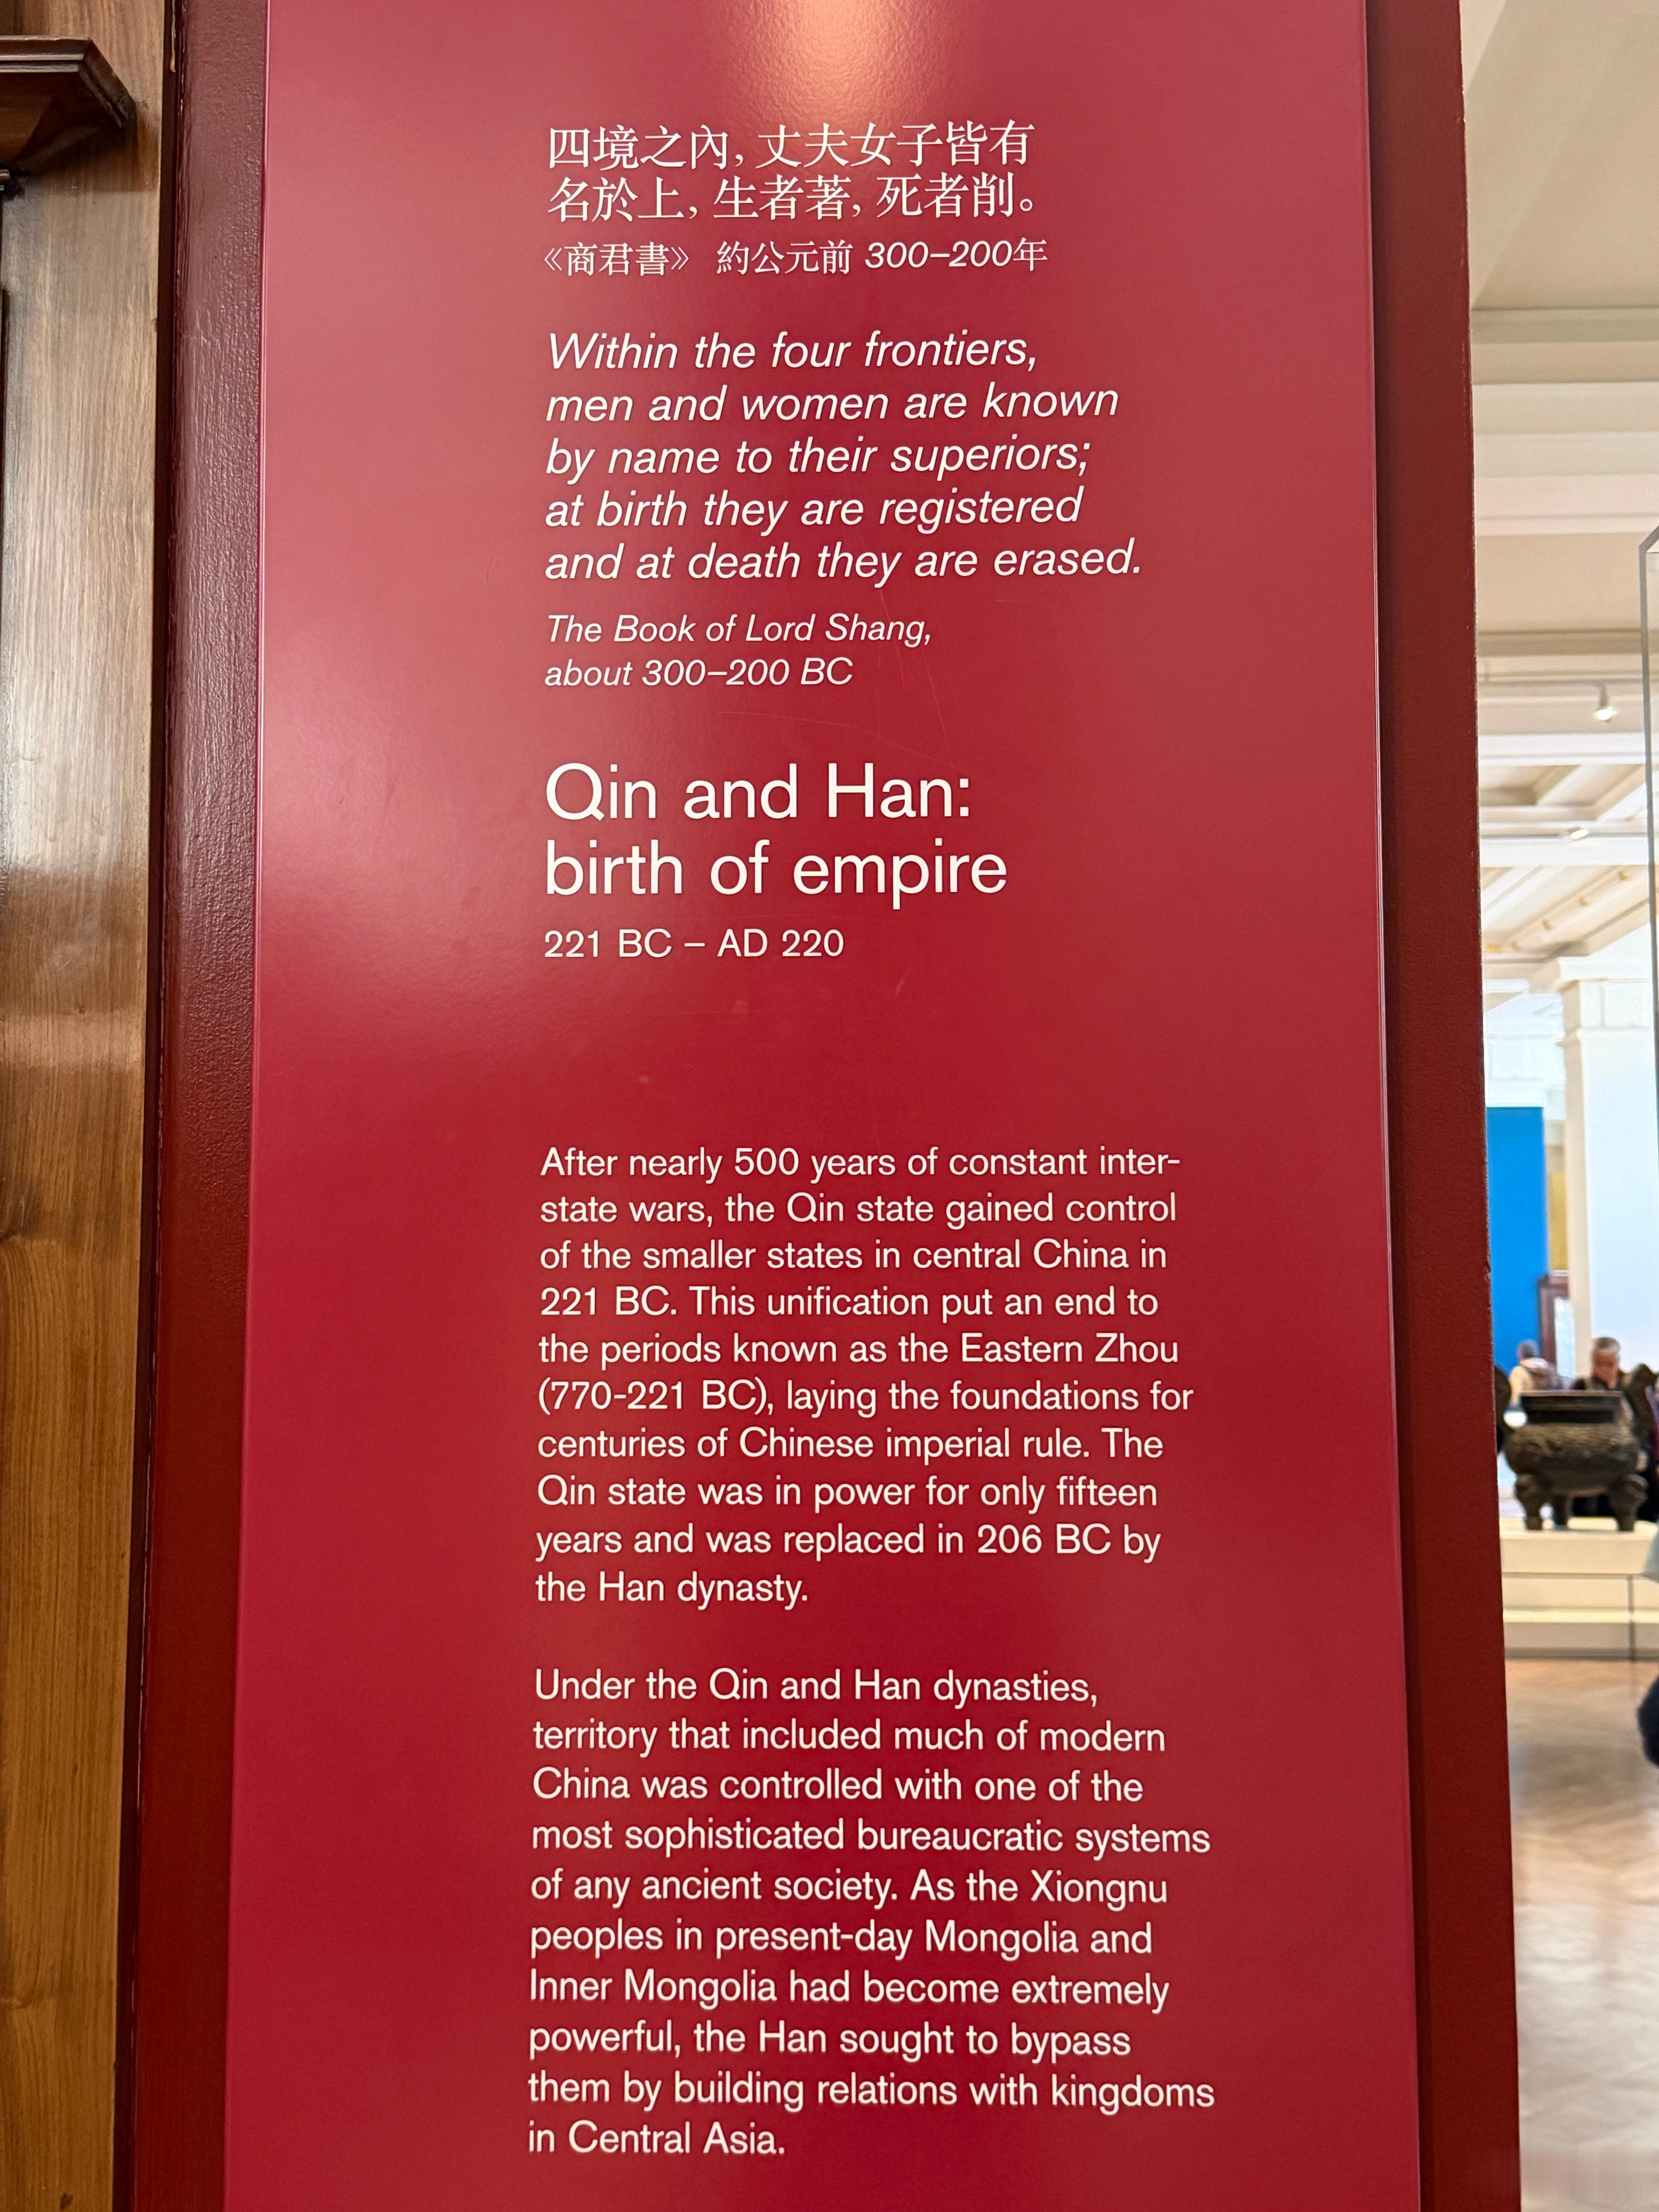 四境之內，丈夫女子皆有
名於上，生者著，死者削。
《商君書》 約公元前 300–200年
Within the four frontiers,
men and women are known
by name to their superiors;
at birth they are registered
and at death they are erased.
The Book of Lord Shang,
about 300–200 BC
Qin and Han:
birth of empire
221 BC – AD 220
After nearly 500 years of constant inter-
state wars, the Qin state gained control
of the smaller states in central China in
221 BC. This unification put an end to
the periods known as the Eastern Zhou
(770-221 BC), laying the foundations for
centuries of Chinese imperial rule. The
Qin state was in power for only fifteen
years and was replaced in 206 BC by
the Han dynasty.
Under the Qin and Han dynasties,
territory that included much of modern
China was controlled with one of the
most sophisticated bureaucratic systems
of any ancient society. As the Xiongnu
peoples in present-day Mongolia and
Inner Mongolia had become extremely
powerful, the Han sought to bypass
them by building relations with kingdoms
in Central Asia.